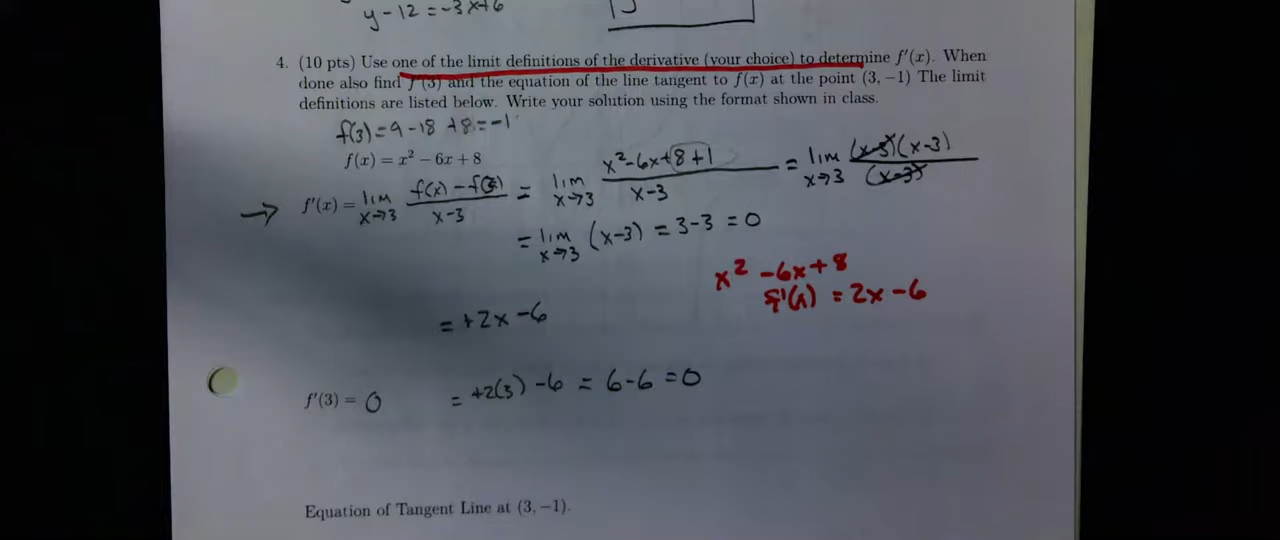 y - 12 = -3x+6
4. (10 pts) Use one of the limit definitions of the derivative (your choice) to determine f′(x). When
done also find f′(3) and the equation of the line tangent to f(x) at the point (3, −1) The limit
definitions are listed below. Write your solution using the format shown in class.
f(3) = 9 - 18 + 8 = -1
f(x) = x² − 6x + 8
f′(x) = lim x→3 (f(x) - f(3))/(x-3) = lim x→3 (x²-6x+8+1)/(x-3) = lim x→3 ((x-3)(x-3))/((x-3))
= lim x→3 (x-3) = 3-3 = 0
x² -6x+8
f'(x) = 2x-6
= +2x -6
f′(3) = 0 = +2(3) -6 = 6-6 = 0
Equation of Tangent Line at (3, −1).